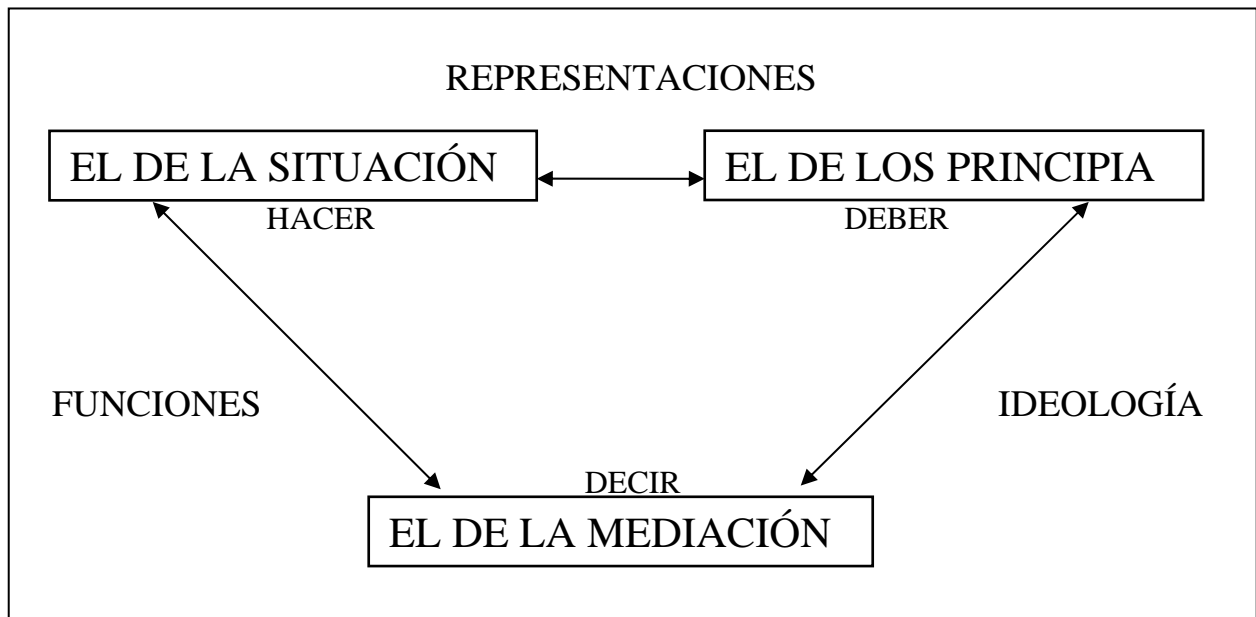 REPRESENTACIONES
EL DE LA SITUACIÓN
EL DE LOS PRINCIPIA
HACER
DEBER
FUNCIONES
IDEOLOGÍA
DECIR
EL DE LA MEDIACIÓN